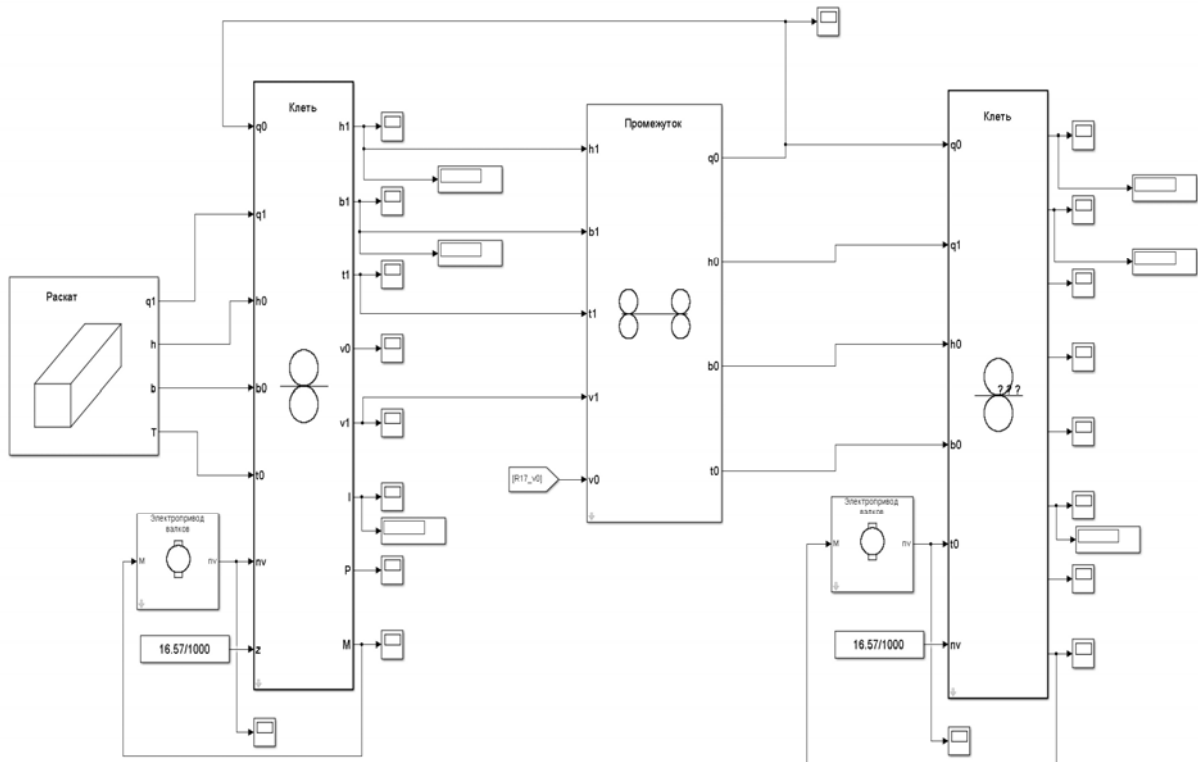 Раскат
q1
h
b
T
Электропривод
валков
M
nv
16.57/1000
Клеть
q0
q1
h0
b0
t0
nv
z
h1
b1
t1
v0
v1
I
P
M
Промежуток
h1
b1
t1
v1
v0
q0
h0
b0
t0
[R17_v0]
Электропривод
валков
M
nv
16.57/1000
Клеть
q0
q1
h0
b0
t0
nv
? ? ?